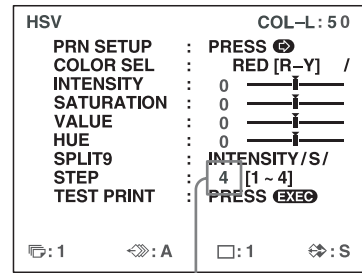 HSV COL–L:50
PRN SETUP : PRESS
COLOR SEL : RED [R–Y] /
INTENSITY : 0
SATURATION : 0
VALUE : 0
HUE : 0
SPLIT9 : INTENSITY/S/
STEP : 4 [1 ~ 4]
TEST PRINT : PRESS EXEC
:1 :A :1 :S